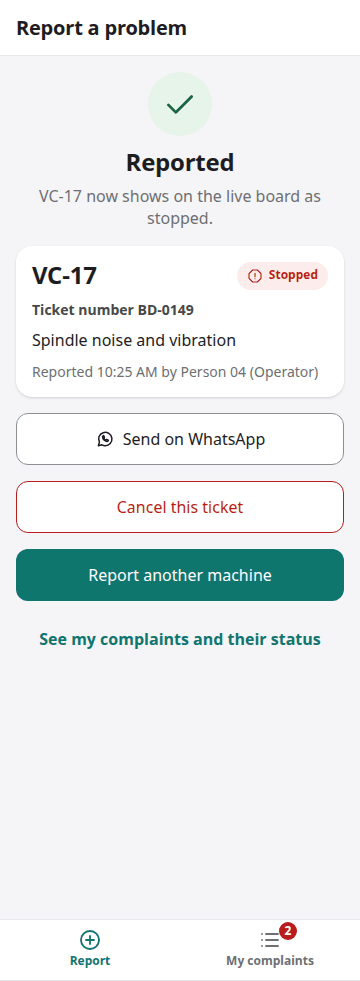 Report a problem
Reported
VC-17 now shows on the live board as
stopped.
VC-17
Stopped
Ticket number BD-0149
Spindle noise and vibration
Reported 10:25 AM by Person 04 (Operator)
Send on WhatsApp
Cancel this ticket
Report another machine
See my complaints and their status
2
Report
My complaints